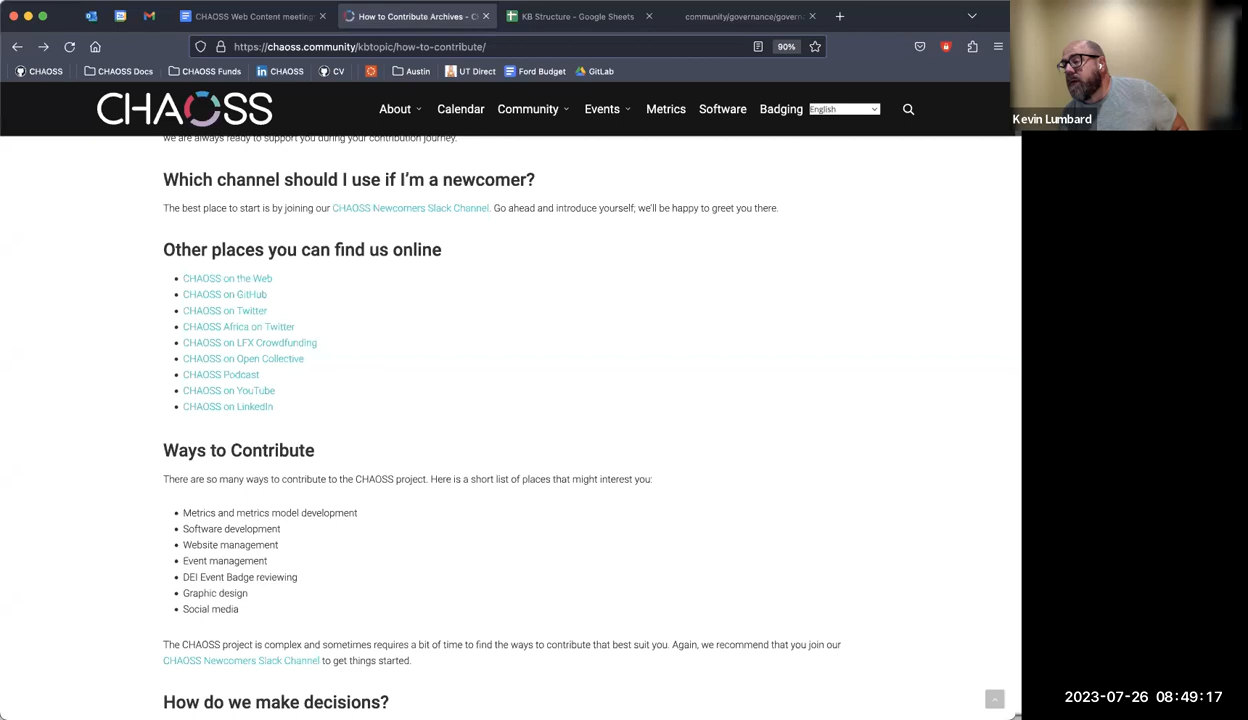 CHAOSS Web Content meeting
How to Contribute Archives - C
KB Structure - Google Sheets
community/governance/govern
https://chaoss.community/kbtopic/how-to-contribute/
90%
CHAOSS
CHAOSS Docs
CHAOSS Funds
CHAOSS
CV
Austin
UT Direct
Ford Budget
GitLab
CHAOSS
About
Calendar
Community
Events
Metrics
Software
Badging
English
Kevin Lumbard
we are always ready to support you during your contribution journey.
Which channel should I use if I'm a newcomer?
The best place to start is by joining our CHAOSS Newcomers Slack Channel. Go ahead and introduce yourself; we'll be happy to greet you there.
Other places you can find us online
• CHAOSS on the Web
• CHAOSS on GitHub
• CHAOSS on Twitter
• CHAOSS Africa on Twitter
• CHAOSS on LFX Crowdfunding
• CHAOSS on Open Collective
• CHAOSS Podcast
• CHAOSS on YouTube
• CHAOSS on LinkedIn
Ways to Contribute
There are so many ways to contribute to the CHAOSS project. Here is a short list of places that might interest you:
• Metrics and metrics model development
• Software development
• Website management
• Event management
• DEI Event Badge reviewing
• Graphic design
• Social media
The CHAOSS project is complex and sometimes requires a bit of time to find the ways to contribute that best suit you. Again, we recommend that you join our
CHAOSS Newcomers Slack Channel to get things started.
How do we make decisions?
2023-07-26 08:49:17